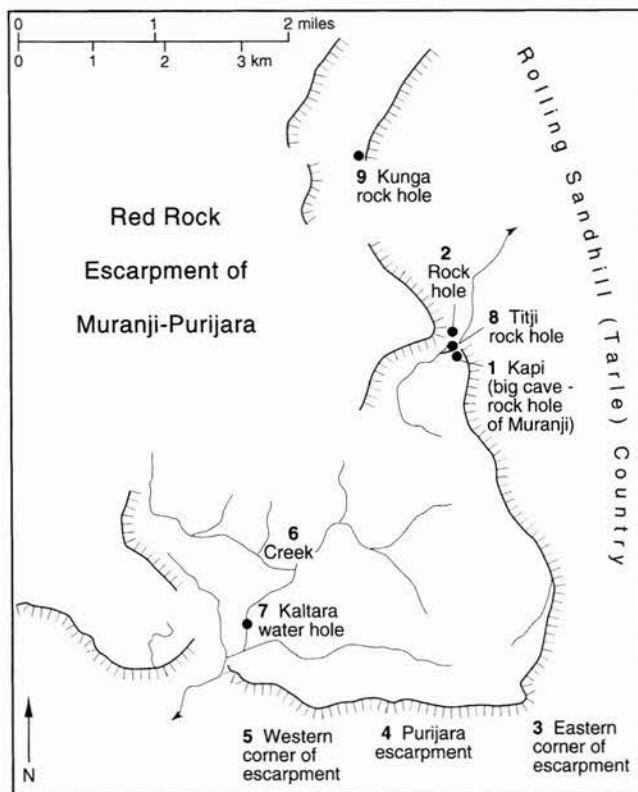 0 1 2 miles
0 1 2 3 km
Rolling Sandhill (Tarle) Country
9 Kunga
rock hole
Red Rock
Escarpment of
Muranji-Purijara
2
Rock
hole
8 Titji
rock hole
1 Kapi
(big cave -
rock hole
of Muranji)
6
Creek
7 Kaltara
water hole
5 Western
corner of
escarpment
4 Purijara
escarpment
3 Eastern
corner of
escarpment
N